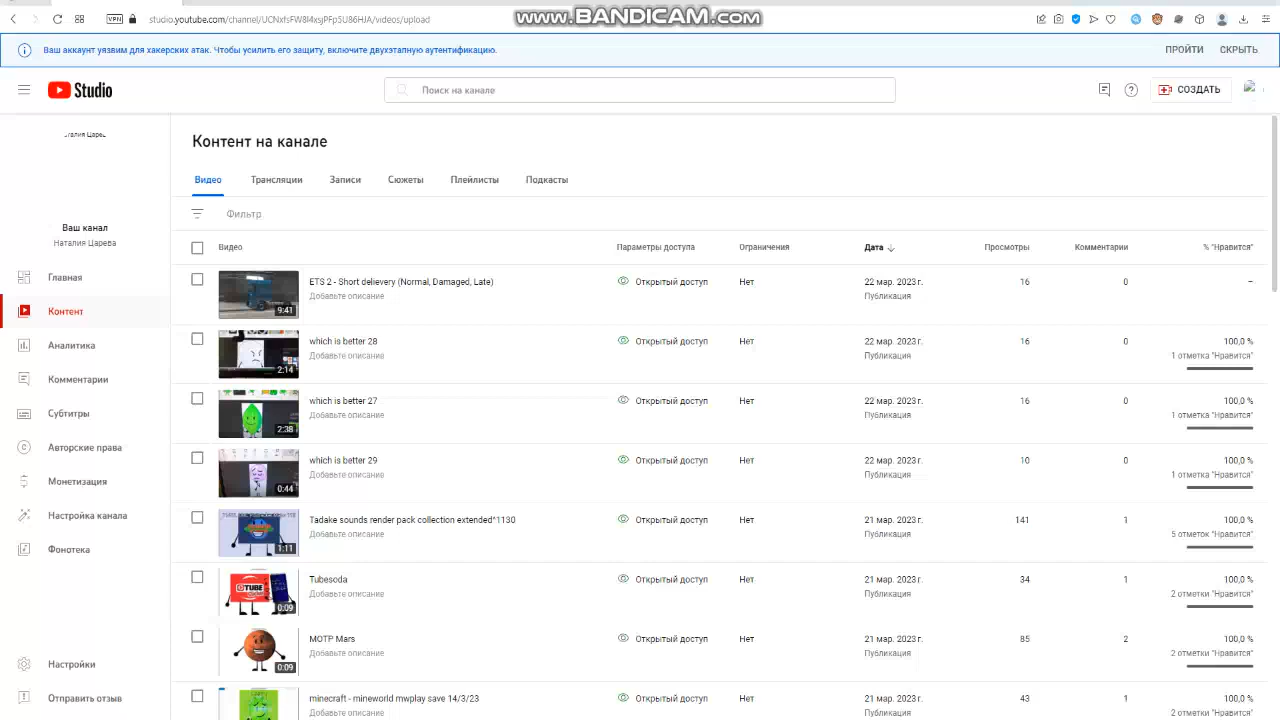 www.BANDICAM.com
VPN studio.youtube.com/channel/UCNxfsFW8l4xsjPFp5U86HJA/videos/upload
Ваш аккаунт уязвим для хакерских атак. Чтобы усилить его защиту, включите двухэтапную аутентификацию. ПРОЙТИ СКРЫТЬ
Studio Поиск на канале СОЗДАТЬ
Контент на канале
Видео Трансляции Записи Сюжеты Плейлисты Подкасты
Фильтр
Ваш канал
Наталия Царева
Главная
Контент
Аналитика
Комментарии
Субтитры
Авторские права
Монетизация
Настройка канала
Фонотека
Настройки
Отправить отзыв
Видео Параметры доступа Ограничения Дата Просмотры Комментарии % "Нравится"
ETS 2 - Short delievery (Normal, Damaged, Late) Открытый доступ Нет 22 мар. 2023 г. 16 0 –
9:41 Добавьте описание Публикация
which is better 28 Открытый доступ Нет 22 мар. 2023 г. 16 0 100,0 %
2:14 Добавьте описание Публикация 1 отметка "Нравится"
which is better 27 Открытый доступ Нет 22 мар. 2023 г. 16 0 100,0 %
2:38 Добавьте описание Публикация 1 отметка "Нравится"
which is better 29 Открытый доступ Нет 22 мар. 2023 г. 10 0 100,0 %
0:44 Добавьте описание Публикация 1 отметка "Нравится"
Tadake sounds render pack collection extended^1130 Открытый доступ Нет 21 мар. 2023 г. 141 1 100,0 %
1:11 Добавьте описание Публикация 5 отметок "Нравится"
Tubesoda Открытый доступ Нет 21 мар. 2023 г. 34 1 100,0 %
TUBE 0:09 Добавьте описание Публикация 2 отметки "Нравится"
MOTP Mars Открытый доступ Нет 21 мар. 2023 г. 85 2 100,0 %
0:09 Добавьте описание Публикация 2 отметки "Нравится"
minecraft - mineworld mwplay save 14/3/23 Открытый доступ Нет 21 мар. 2023 г. 43 1 100,0 %
Добавьте описание Публикация 2 отметки "Нравится"